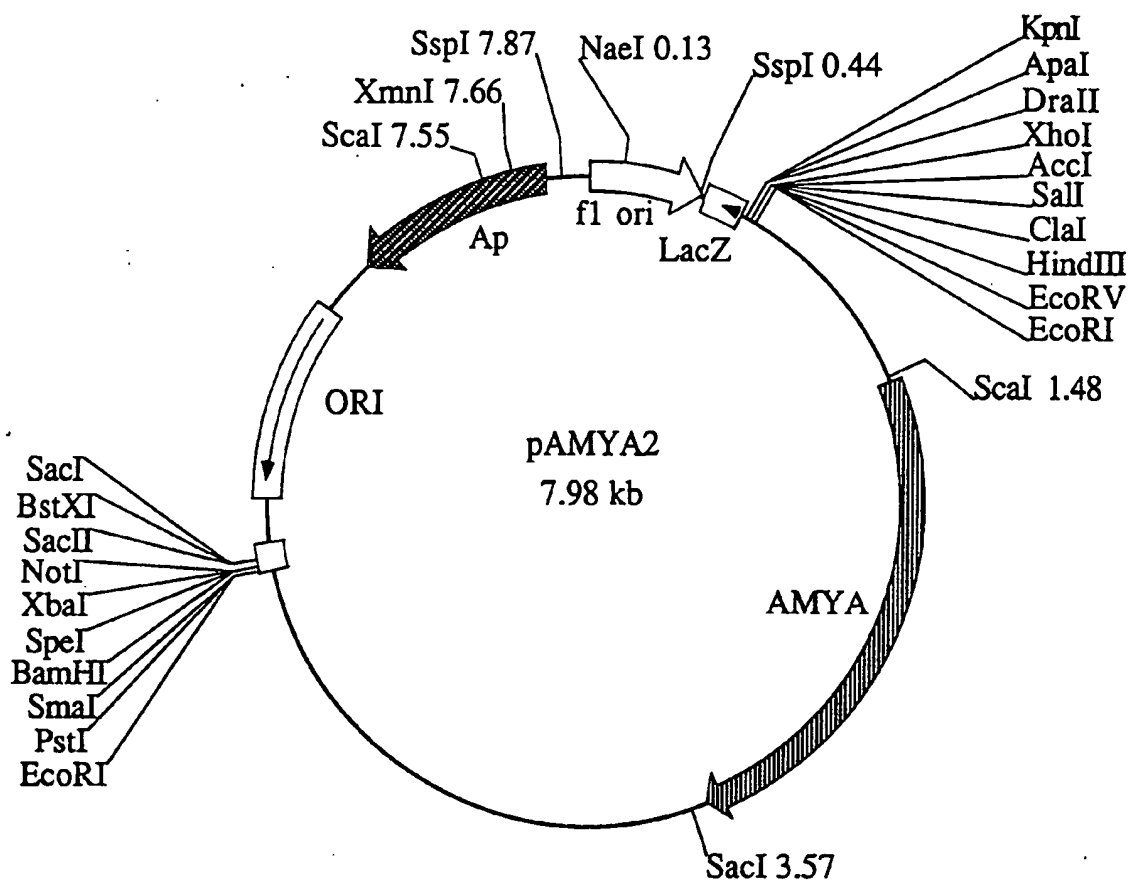 SspI 7.87
NaeI 0.13
SspI 0.44
XmnI 7.66
ScaI 7.55
KpnI
ApaI
DraII
XhoI
AccI
SalI
ClaI
HindIII
EcoRV
EcoRI
f1 ori
Ap
LacZ
ScaI 1.48
ORI
pAMYA2
7.98 kb
SacI
BstXI
SacII
NotI
XbaI
SpeI
BamHI
SmaI
PstI
EcoRI
AMYA
SacI 3.57